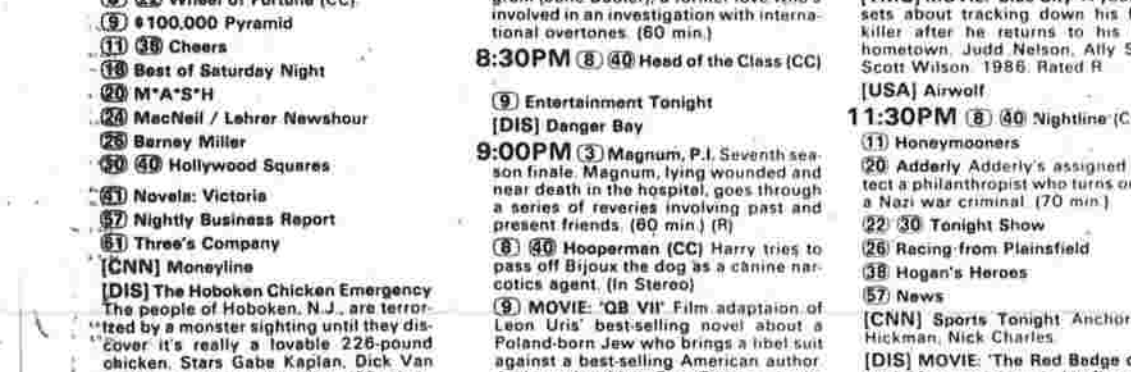 (8) (22) Wheel of Fortune (CC)
(9) $100,000 Pyramid
(11) (38) Cheers
(18) Best of Saturday Night
(20) M*A*S*H
(24) MacNeil / Lehrer Newshour
(26) Barney Miller
(30) (40) Hollywood Squares
(41) Novela: Victoria
(57) Nightly Business Report
(61) Three's Company
[CNN] Moneyline
[DIS] The Hoboken Chicken Emergency
The people of Hoboken, N.J., are terror-
ized by a monster sighting until they dis-
cover it's really a lovable 226-pound
chicken. Stars Gabe Kaplan, Dick Van
involved in an investigation with interna-
tional overtones. (60 min.)
8:30PM (8) (40) Head of the Class (CC)
(9) Entertainment Tonight
[DIS] Danger Bay
9:00PM (3) Magnum, P.I. Seventh sea-
son finale. Magnum, lying wounded and
near death in the hospital, goes through
a series of reveries involving past and
present friends. (60 min.) (R)
(8) (40) Hooperman (CC) Harry tries to
pass off Bijoux the dog as a canine nar-
cotics agent. (In Stereo)
(9) MOVIE: 'QB VII' Film adaptaion of
Leon Uris' best-selling novel about a
Poland-born Jew who brings a libel suit
against a best-selling American author
sets about tracking down his
killer after he returns to his
hometown. Judd Nelson, Ally
Scott Wilson. 1986. Rated R
[USA] Airwolf
11:30PM (8) (40) Nightline
(11) Honeymooners
(20) Adderly Adderly's assigned
tect a philanthropist who turns
a Nazi war criminal. (70 min.)
(22) (30) Tonight Show
(26) Racing from Plainsfield
(38) Hogan's Heroes
(57) News
[CNN] Sports Tonight Anchor
Hickman, Nick Charles.
[DIS] MOVIE: 'The Red Badge